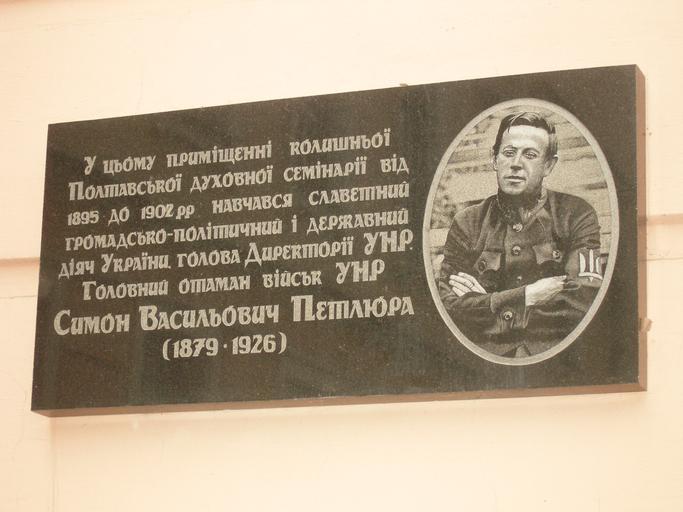 У цьому приміщенні колишньої
Полтавської духовної семінарії від
1895 до 1902 рр навчався славетний
громадсько-політичний і державний
діяч України, голова Директорії УНР.
Головний отаман військ УНР
Симон Васильович Петлюра
(1879 - 1926)